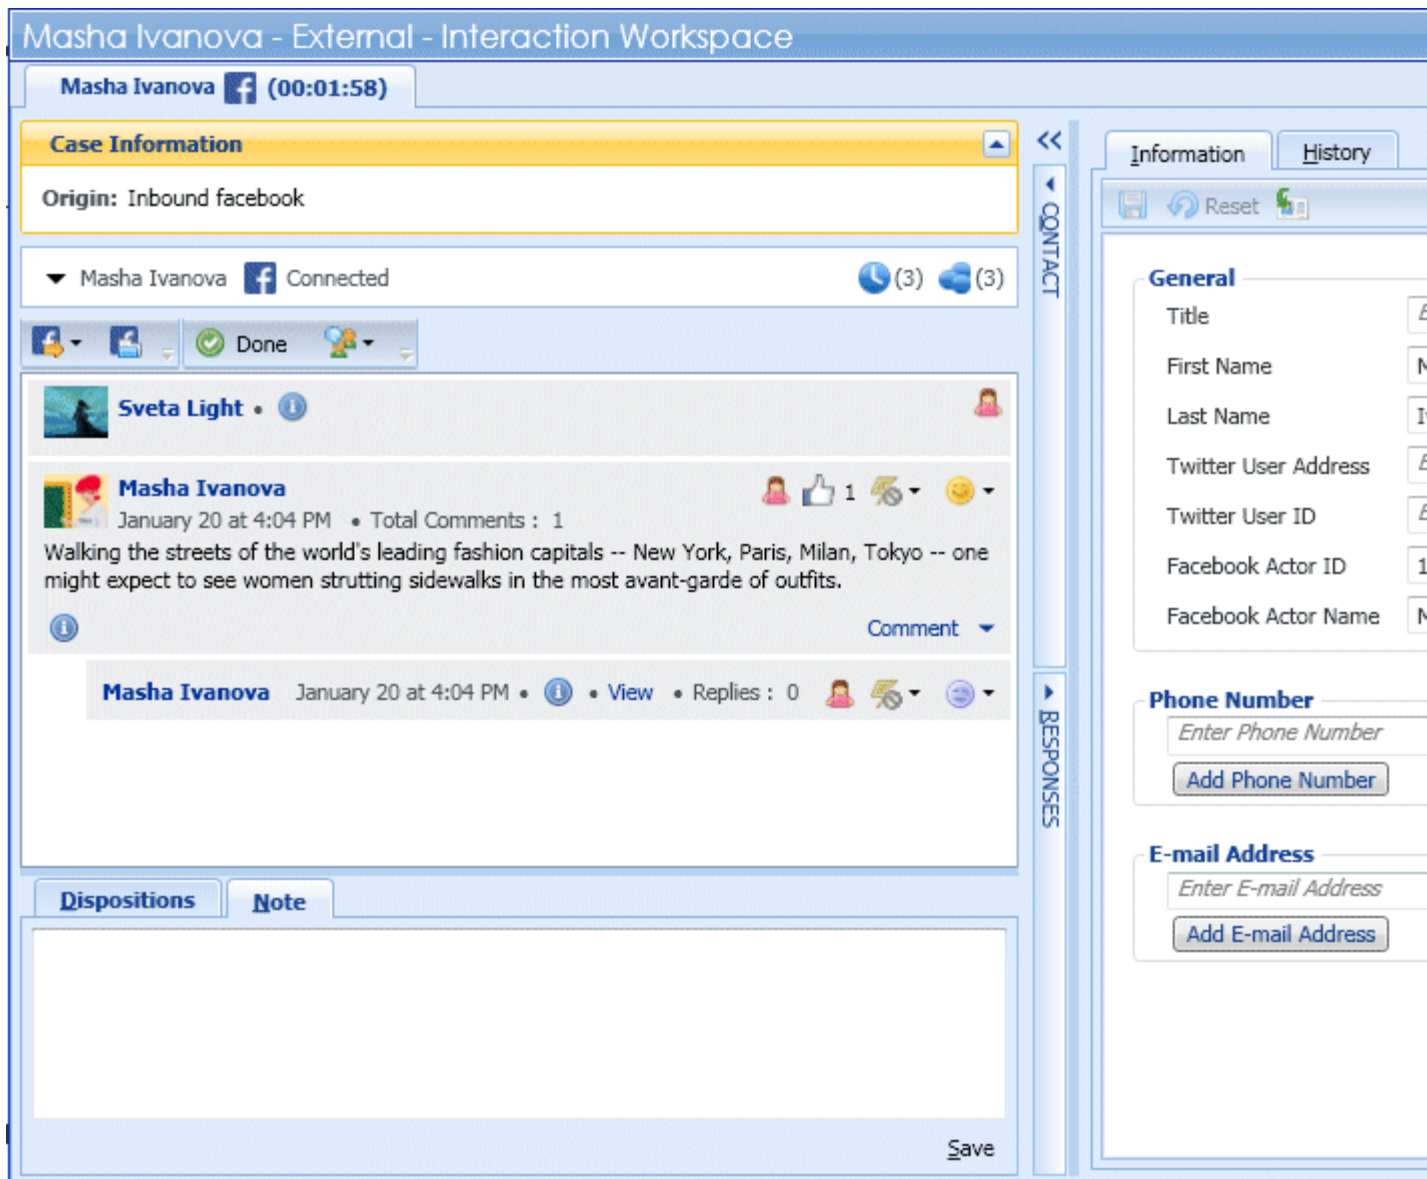 Masha Ivanova - External - Interaction Workspace
Masha Ivanova (00:01:58)
Case Information
Origin: Inbound facebook
Masha Ivanova Connected (3) (3)
Done
Sveta Light •
Masha Ivanova 1
January 20 at 4:04 PM • Total Comments : 1
Walking the streets of the world's leading fashion capitals -- New York, Paris, Milan, Tokyo -- one
might expect to see women strutting sidewalks in the most avant-garde of outfits.
Comment
Masha Ivanova January 20 at 4:04 PM • • View • Replies : 0
Dispositions Note
Save
CONTACT
RESPONSES
Information History
Reset
General
Title
First Name M
Last Name
Twitter User Address
Twitter User ID
Facebook Actor ID 1
Facebook Actor Name M
Phone Number
Enter Phone Number
Add Phone Number
E-mail Address
Enter E-mail Address
Add E-mail Address